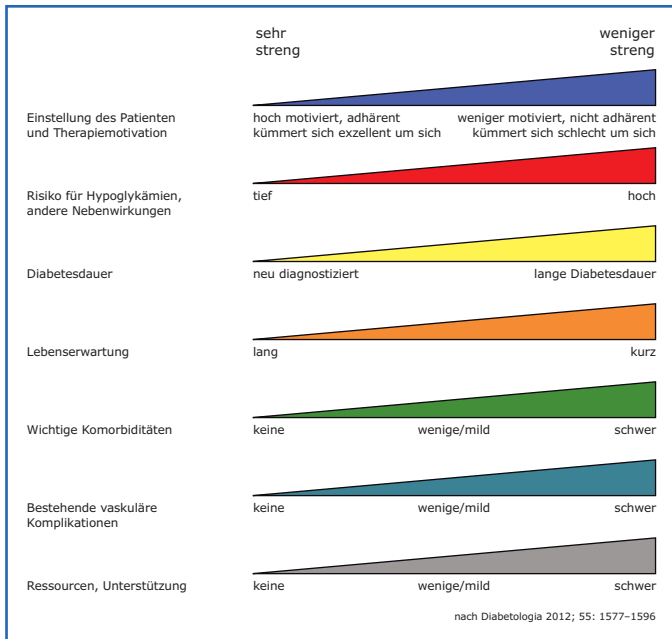 sehr weniger
streng streng
Einstellung des Patienten hoch motiviert, adhärent weniger motiviert, nicht adhärent
und Therapiemotivation kümmert sich exzellent um sich kümmert sich schlecht um sich
Risiko für Hypoglykämien, tief hoch
andere Nebenwirkungen
Diabetesdauer neu diagnostiziert lange Diabetesdauer
Lebenserwartung lang kurz
Wichtige Komorbiditäten keine wenige/mild schwer
Bestehende vaskuläre keine wenige/mild schwer
Komplikationen
Ressourcen, Unterstützung keine wenige/mild schwer
nach Diabetologia 2012; 55: 1577–1596